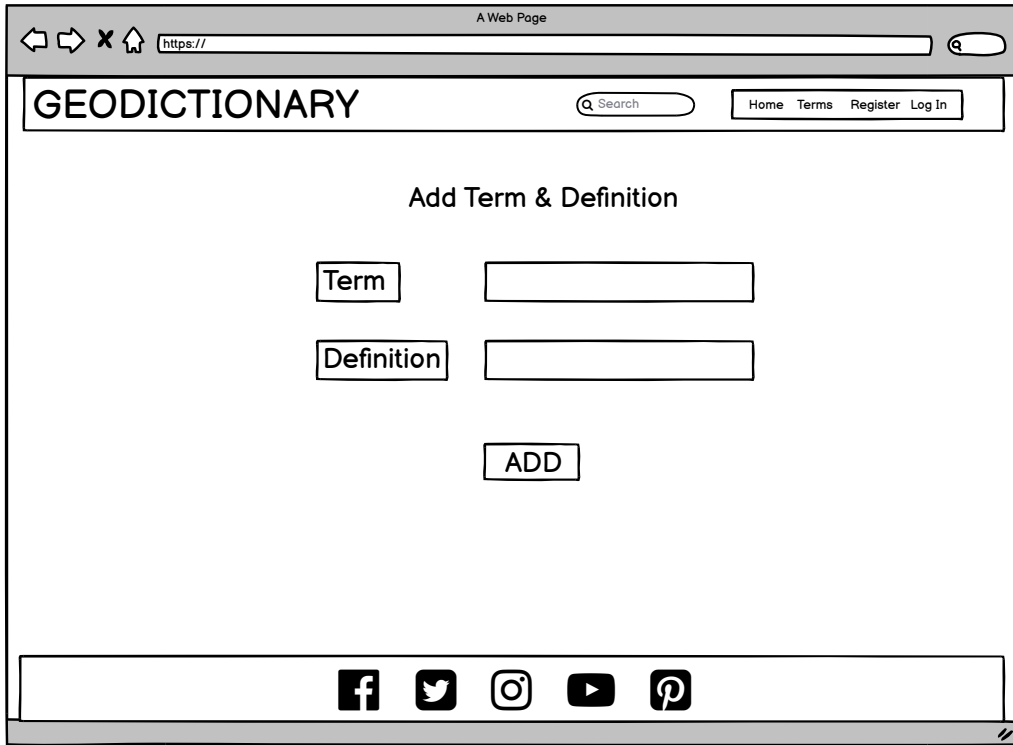 A Web Page
https://
GEODICTIONARY
Search
Home Terms Register Log In
Add Term & Definition
Term
Definition
ADD